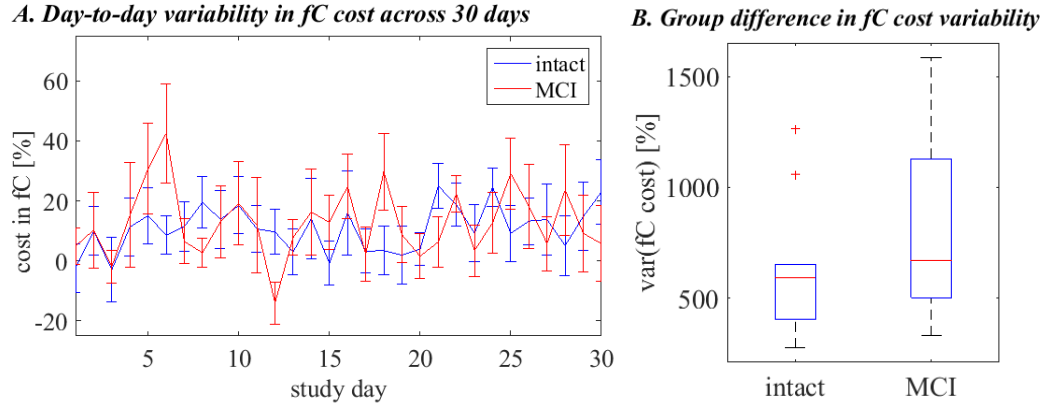 A. Day-to-day variability in fC cost across 30 days
60
40
20
0
-20
cost in fC [%]
intact
MCI
5
10
15
20
25
30
study day
B. Group difference in fC cost variability
1500
1000
500
var(fC cost) [%]
intact
MCI